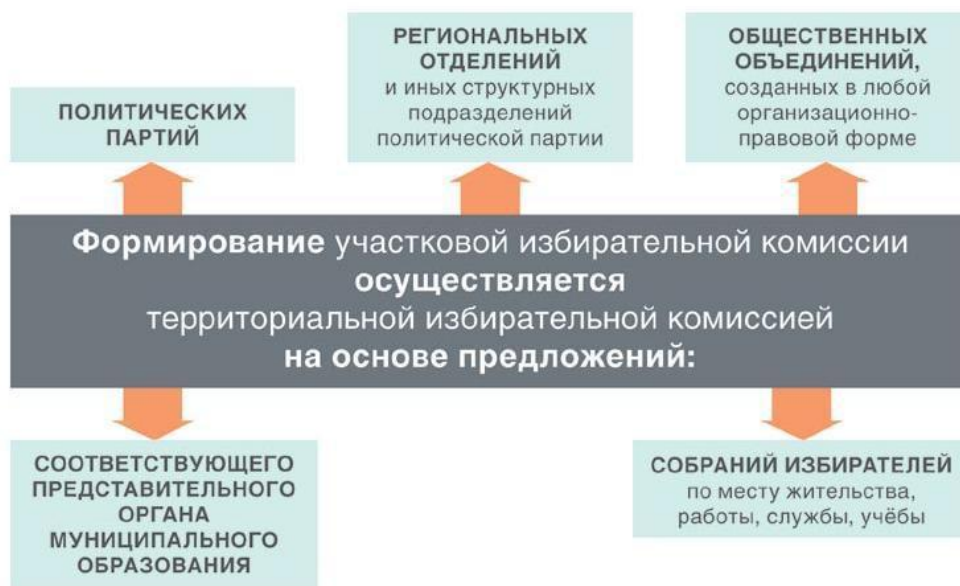 ПОЛИТИЧЕСКИХ
ПАРТИЙ
РЕГИОНАЛЬНЫХ
ОТДЕЛЕНИЙ
и иных структурных
подразделений
политической партии
ОБЩЕСТВЕННЫХ
ОБЪЕДИНЕНИЙ,
созданных в любой
организационно-
правовой форме
Формирование участковой избирательной комиссии
осуществляется
территориальной избирательной комиссией
на основе предложений:
СООТВЕТСТВУЮЩЕГО
ПРЕДСТАВИТЕЛЬНОГО
ОРГАНА
МУНИЦИПАЛЬНОГО
ОБРАЗОВАНИЯ
СОБРАНИЙ ИЗБИРАТЕЛЕЙ
по месту жительства,
работы, службы, учёбы